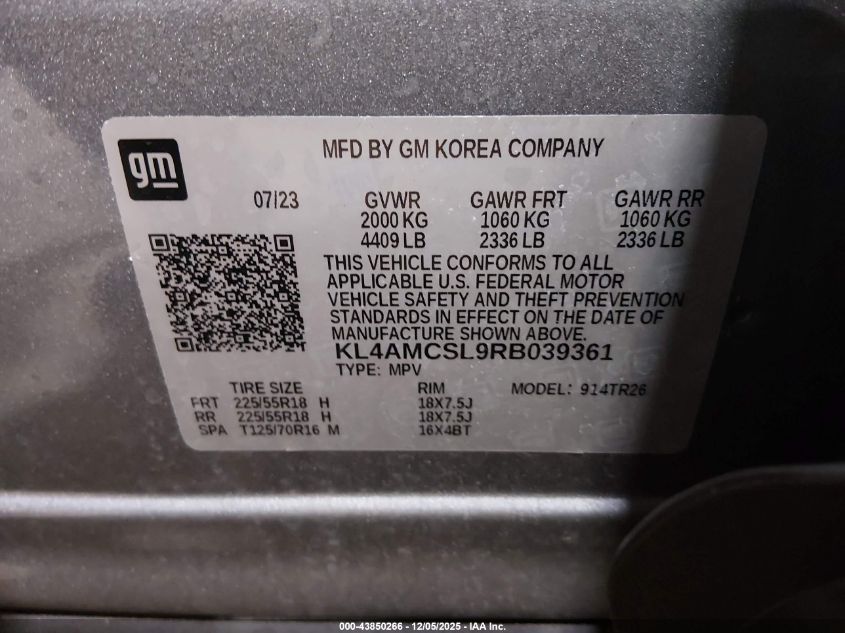 gm
MFD BY GM KOREA COMPANY
07/23 GVWR GAWR FRT GAWR RR
2000 KG 1060 KG 1060 KG
4409 LB 2336 LB 2336 LB
THIS VEHICLE CONFORMS TO ALL
APPLICABLE U.S. FEDERAL MOTOR
VEHICLE SAFETY AND THEFT PREVENTION
STANDARDS IN EFFECT ON THE DATE OF
MANUFACTURE SHOWN ABOVE.
KL4AMCSL9RB039361
TYPE: MPV
TIRE SIZE RIM MODEL: 914TR26
FRT 225/55R18 H 18X7.5J
RR 225/55R18 H 18X7.5J
SPA T125/70R16 M 16X4BT
000-43850266 - 12/05/2025 - IAA Inc.